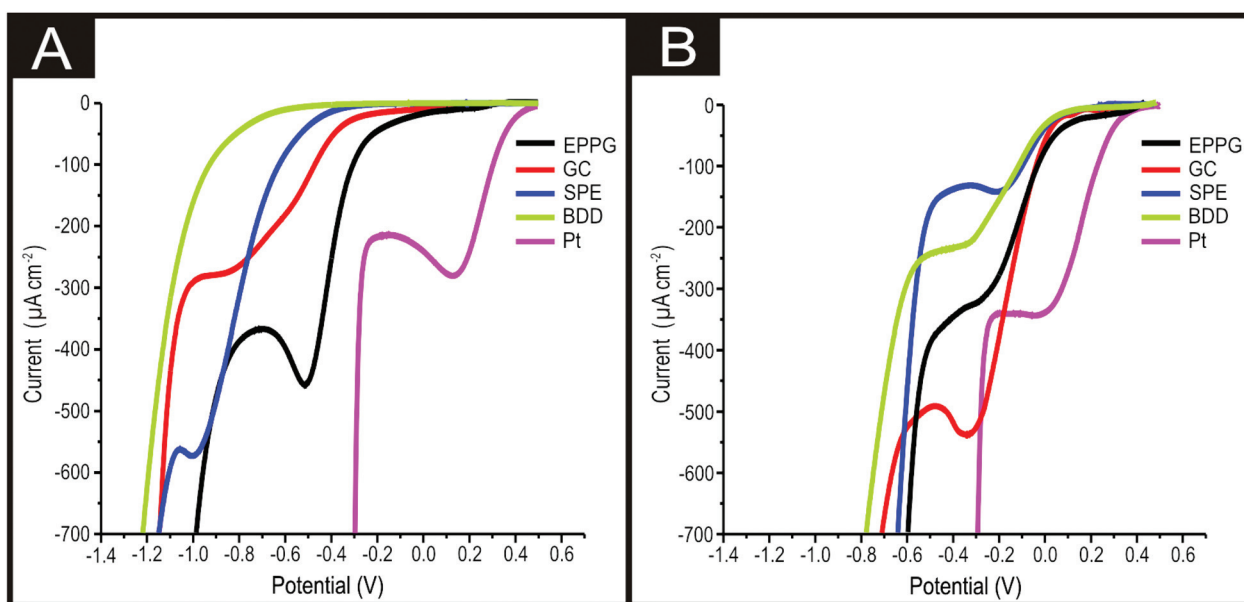 A
0
-100
-200
-300
-400
-500
-600
-700
-1.4 -1.2 -1.0 -0.8 -0.6 -0.4 -0.2 0.0 0.2 0.4 0.6
Current (µA cm-2)
Potential (V)
EPPG
GC
SPE
BDD
Pt
B
0
-100
-200
-300
-400
-500
-600
-700
-1.4 -1.2 -1.0 -0.8 -0.6 -0.4 -0.2 0.0 0.2 0.4 0.6
Current (µA cm-2)
Potential (V)
EPPG
GC
SPE
BDD
Pt